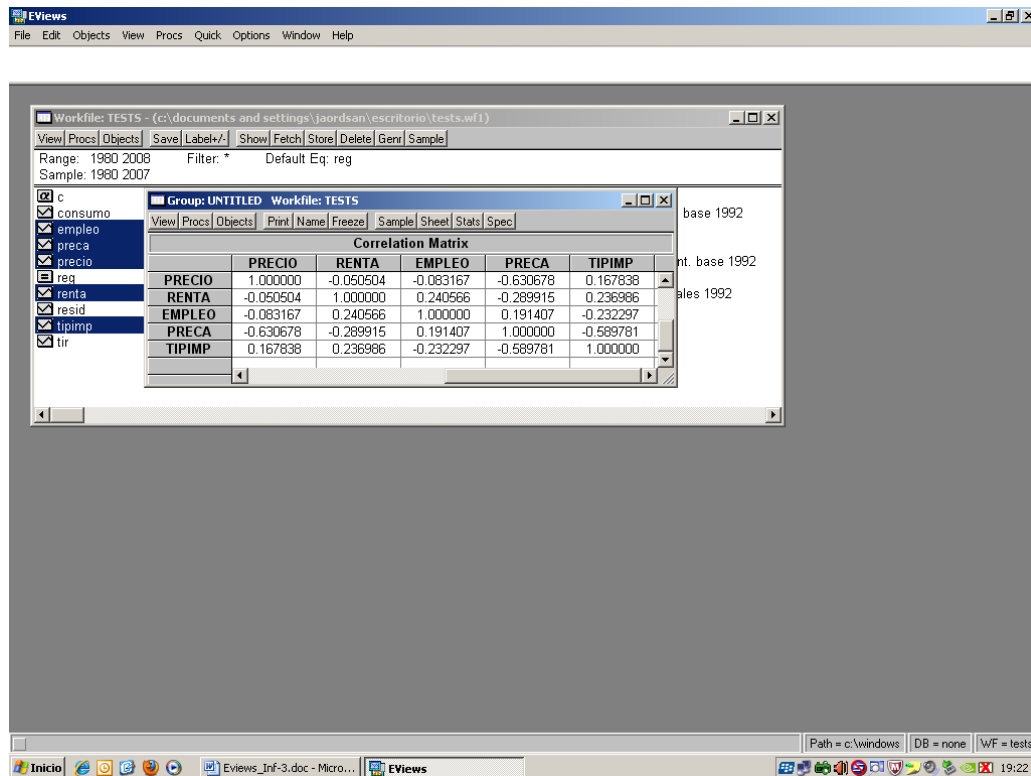 EViews
File Edit Objects View Procs Quick Options Window Help
Workfile: TESTS - (c:\documents and settings\jaordsan\escritorio\tests.wf1)
View Procs Objects Save Label+/- Show Fetch Store Delete Genr Sample
Range: 1980 2008 Filter: * Default Eq: reg
Sample: 1980 2007
c
consumo
empleo
preca
precio
req
renta
resid
tipimp
tir
base 1992
nt. base 1992
ales 1992
Group: UNTITLED Workfile: TESTS
View Procs Objects Print Name Freeze Sample Sheet Stats Spec
Correlation Matrix
PRECIO RENTA EMPLEO PRECA TIPIMP
PRECIO 1.000000 -0.050504 -0.083167 -0.630678 0.167838
RENTA -0.050504 1.000000 0.240566 -0.289915 0.236986
EMPLEO -0.083167 0.240566 1.000000 0.191407 -0.232297
PRECA -0.630678 -0.289915 0.191407 1.000000 -0.589781
TIPIMP 0.167838 0.236986 -0.232297 -0.589781 1.000000
Path = c:\windows DB = none WF = tests
Inicio Eviews_Inf-3.doc - Micro... EViews 19:22